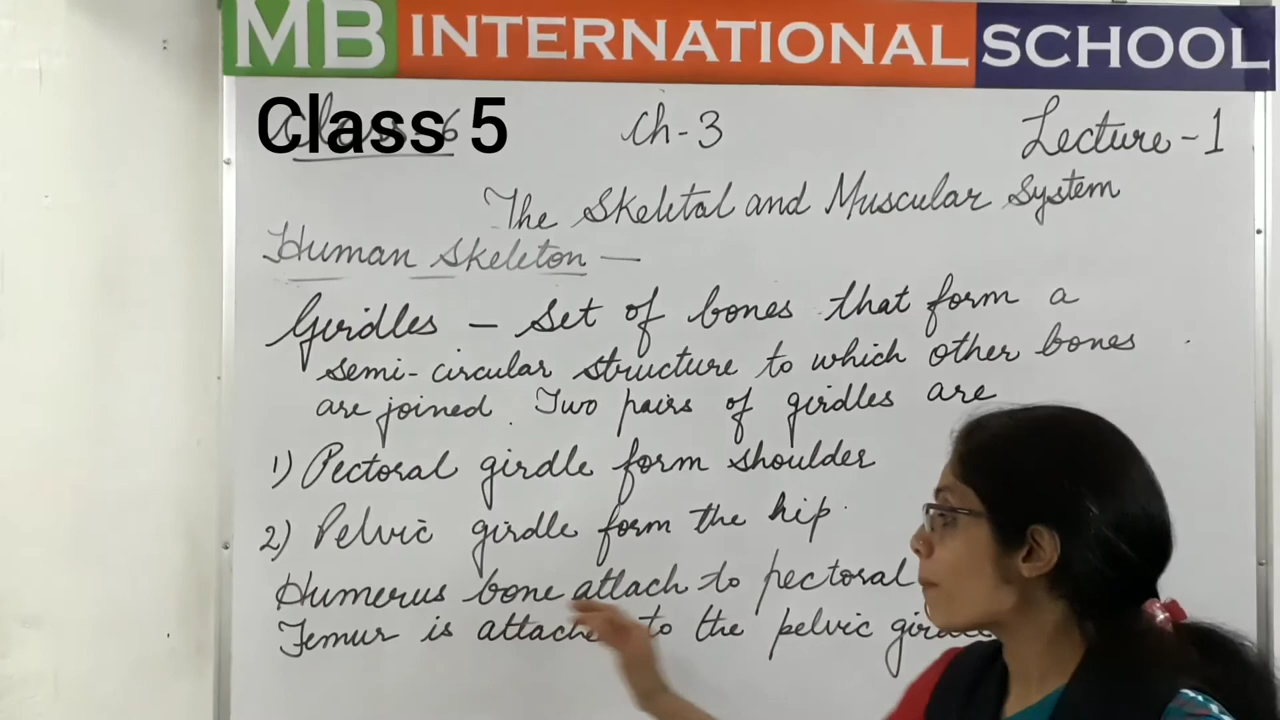 MB INTERNATIONAL SCHOOL
Class 5 Ch-3 Lecture-1
The Skeletal and Muscular System
Human Skeleton —
Girdles — Set of bones that form a
semi-circular structure to which other bones
are joined. Two pairs of girdles are
1) Pectoral girdle form shoulder
2) Pelvic girdle form the hip.
Humerus bone attach to pectoral
Femur is attache to the pelvic